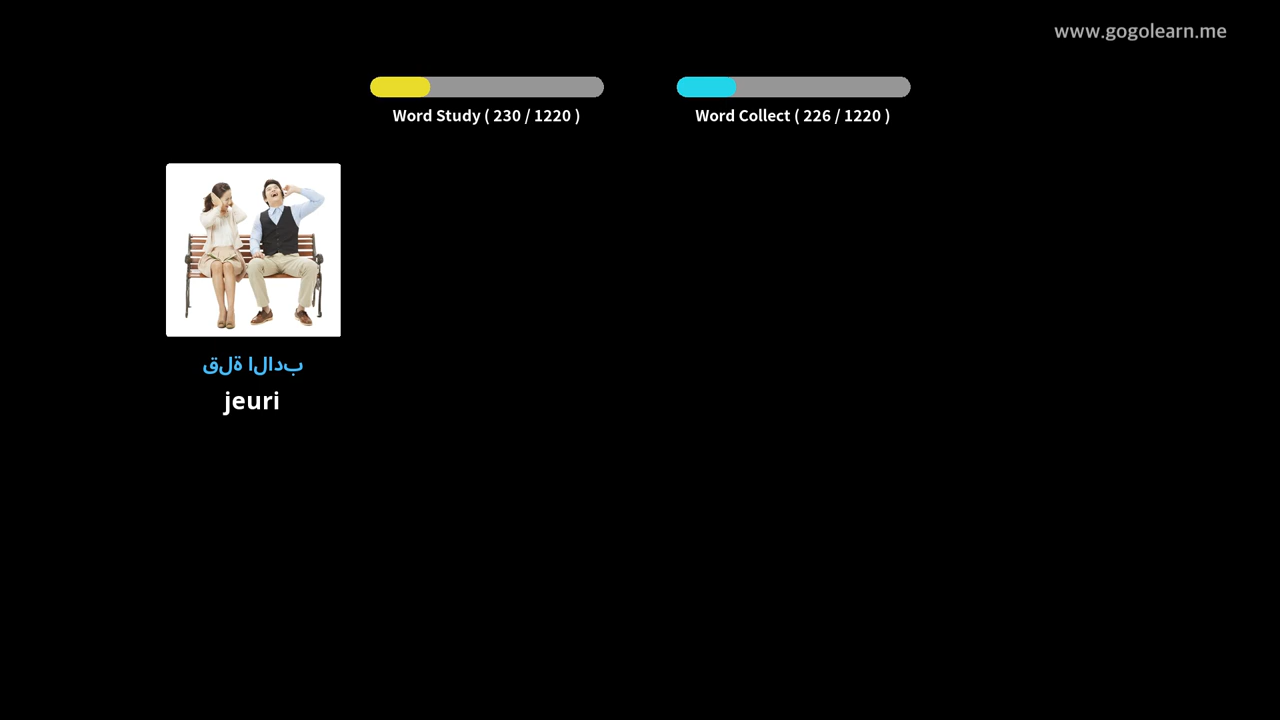 www.gogolearn.me
Word Study ( 230 / 1220 )
Word Collect ( 226 / 1220 )
قلة الادب
jeuri